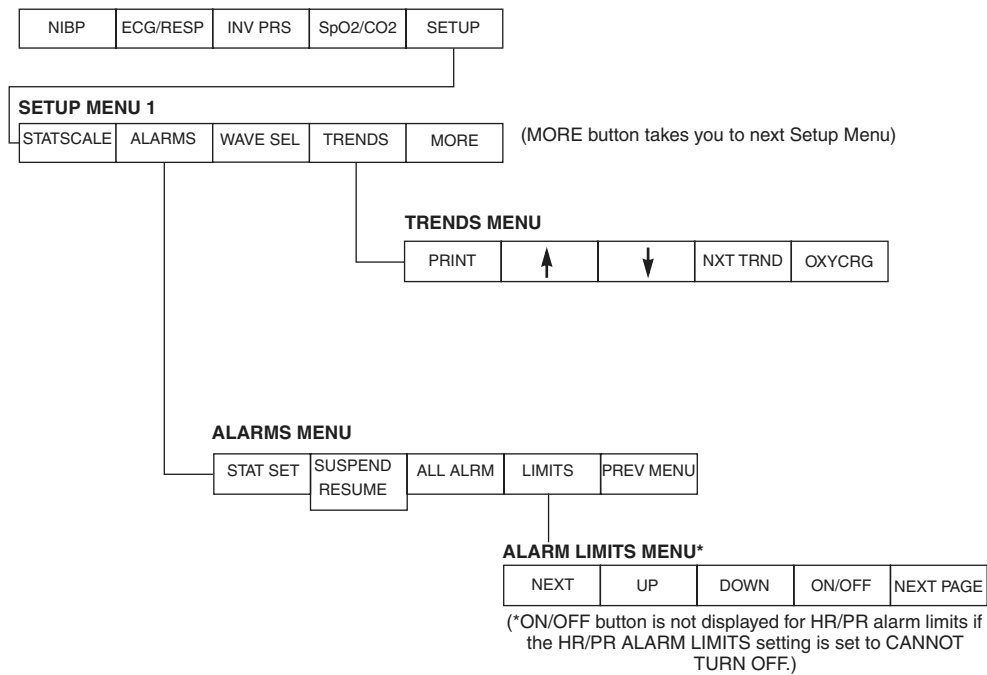 NIBP ECG/RESP INV PRS SpO2/CO2 SETUP
SETUP MENU 1
STATSCALE ALARMS WAVE SEL TRENDS MORE (MORE button takes you to next Setup Menu)
TRENDS MENU
PRINT NXT TRND OXYCRG
ALARMS MENU
STAT SET SUSPEND RESUME ALL ALRM LIMITS PREV MENU
ALARM LIMITS MENU*
NEXT UP DOWN ON/OFF NEXT PAGE
(*ON/OFF button is not displayed for HR/PR alarm limits if
the HR/PR ALARM LIMITS setting is set to CANNOT
TURN OFF.)